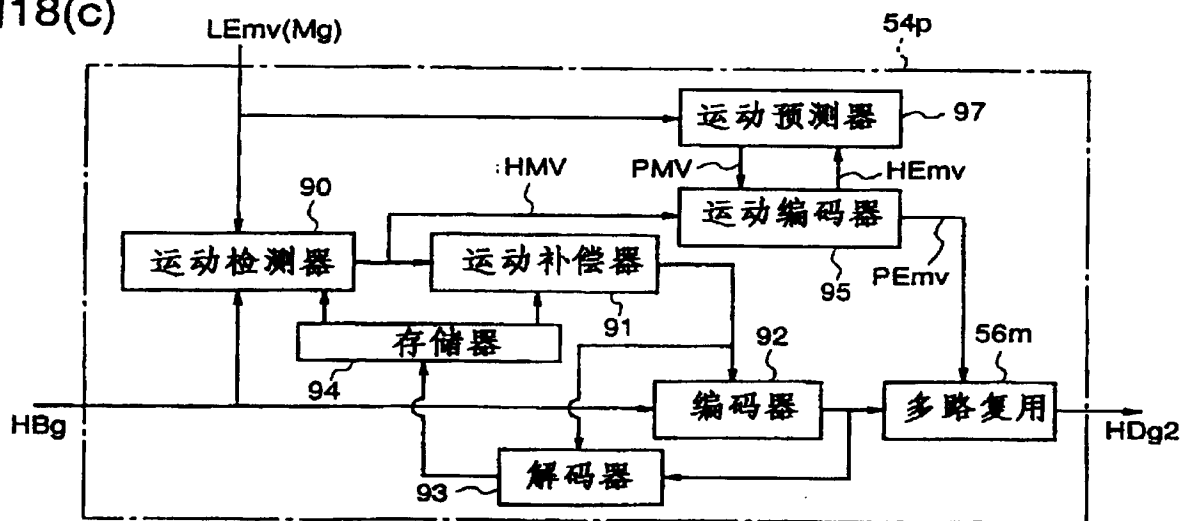 18(c)
LEmv(Mg)
54p
运动预测器
97
PMV
HEmv
HMV
90
运动编码器
运动检测器
运动补偿器
95
PEmv
91
存储器
92
56m
94
编码器
多路复用
HBg
HDg2
解码器
93